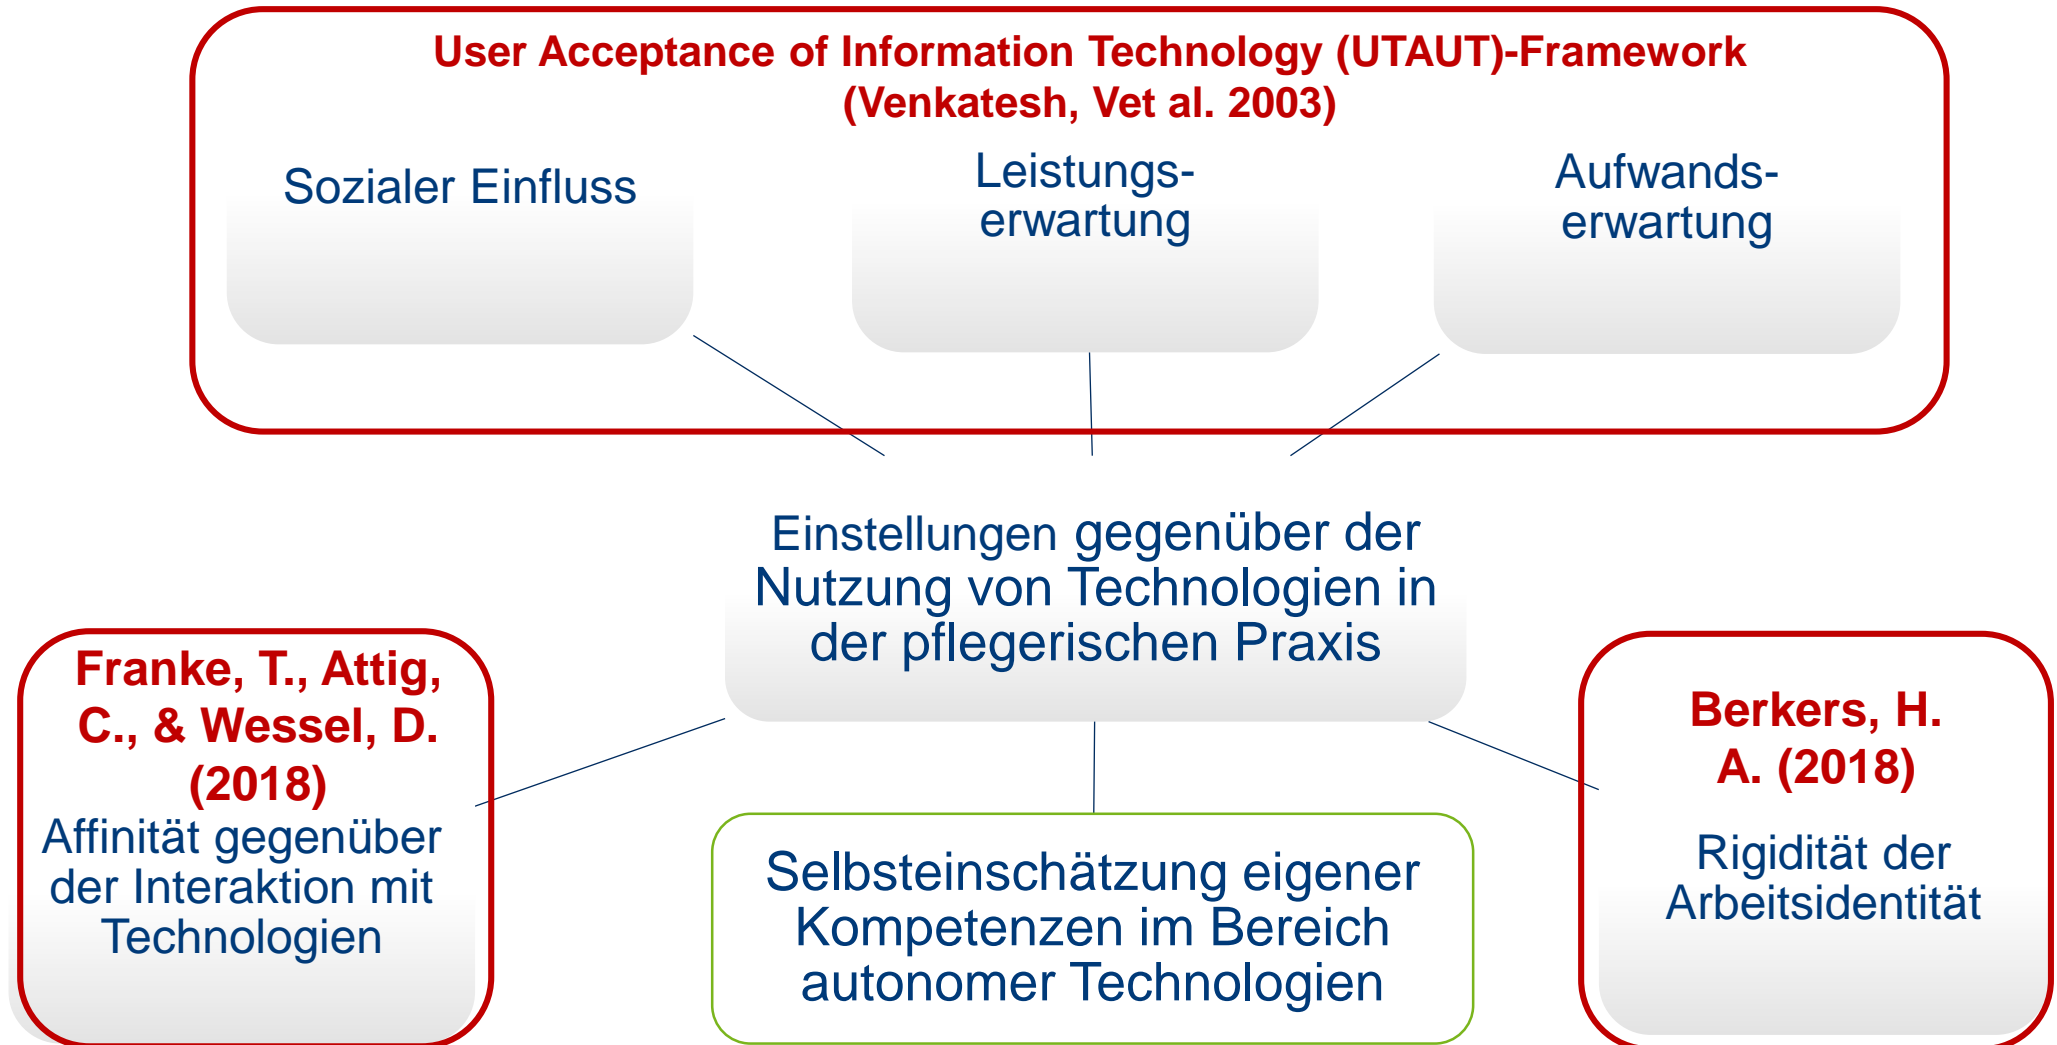 User Acceptance of Information Technology (UTAUT)-Framework
(Venkatesh, Vet al. 2003)
Sozialer Einfluss
Leistungs-
erwartung
Aufwands-
erwartung
Einstellungen gegenüber der
Nutzung von Technologien in
der pflegerischen Praxis
Franke, T., Attig,
C., & Wessel, D.
(2018)
Affinität gegenüber
der Interaktion mit
Technologien
Selbsteinschätzung eigener
Kompetenzen im Bereich
autonomer Technologien
Berkers, H.
A. (2018)
Rigidität der
Arbeitsidentität